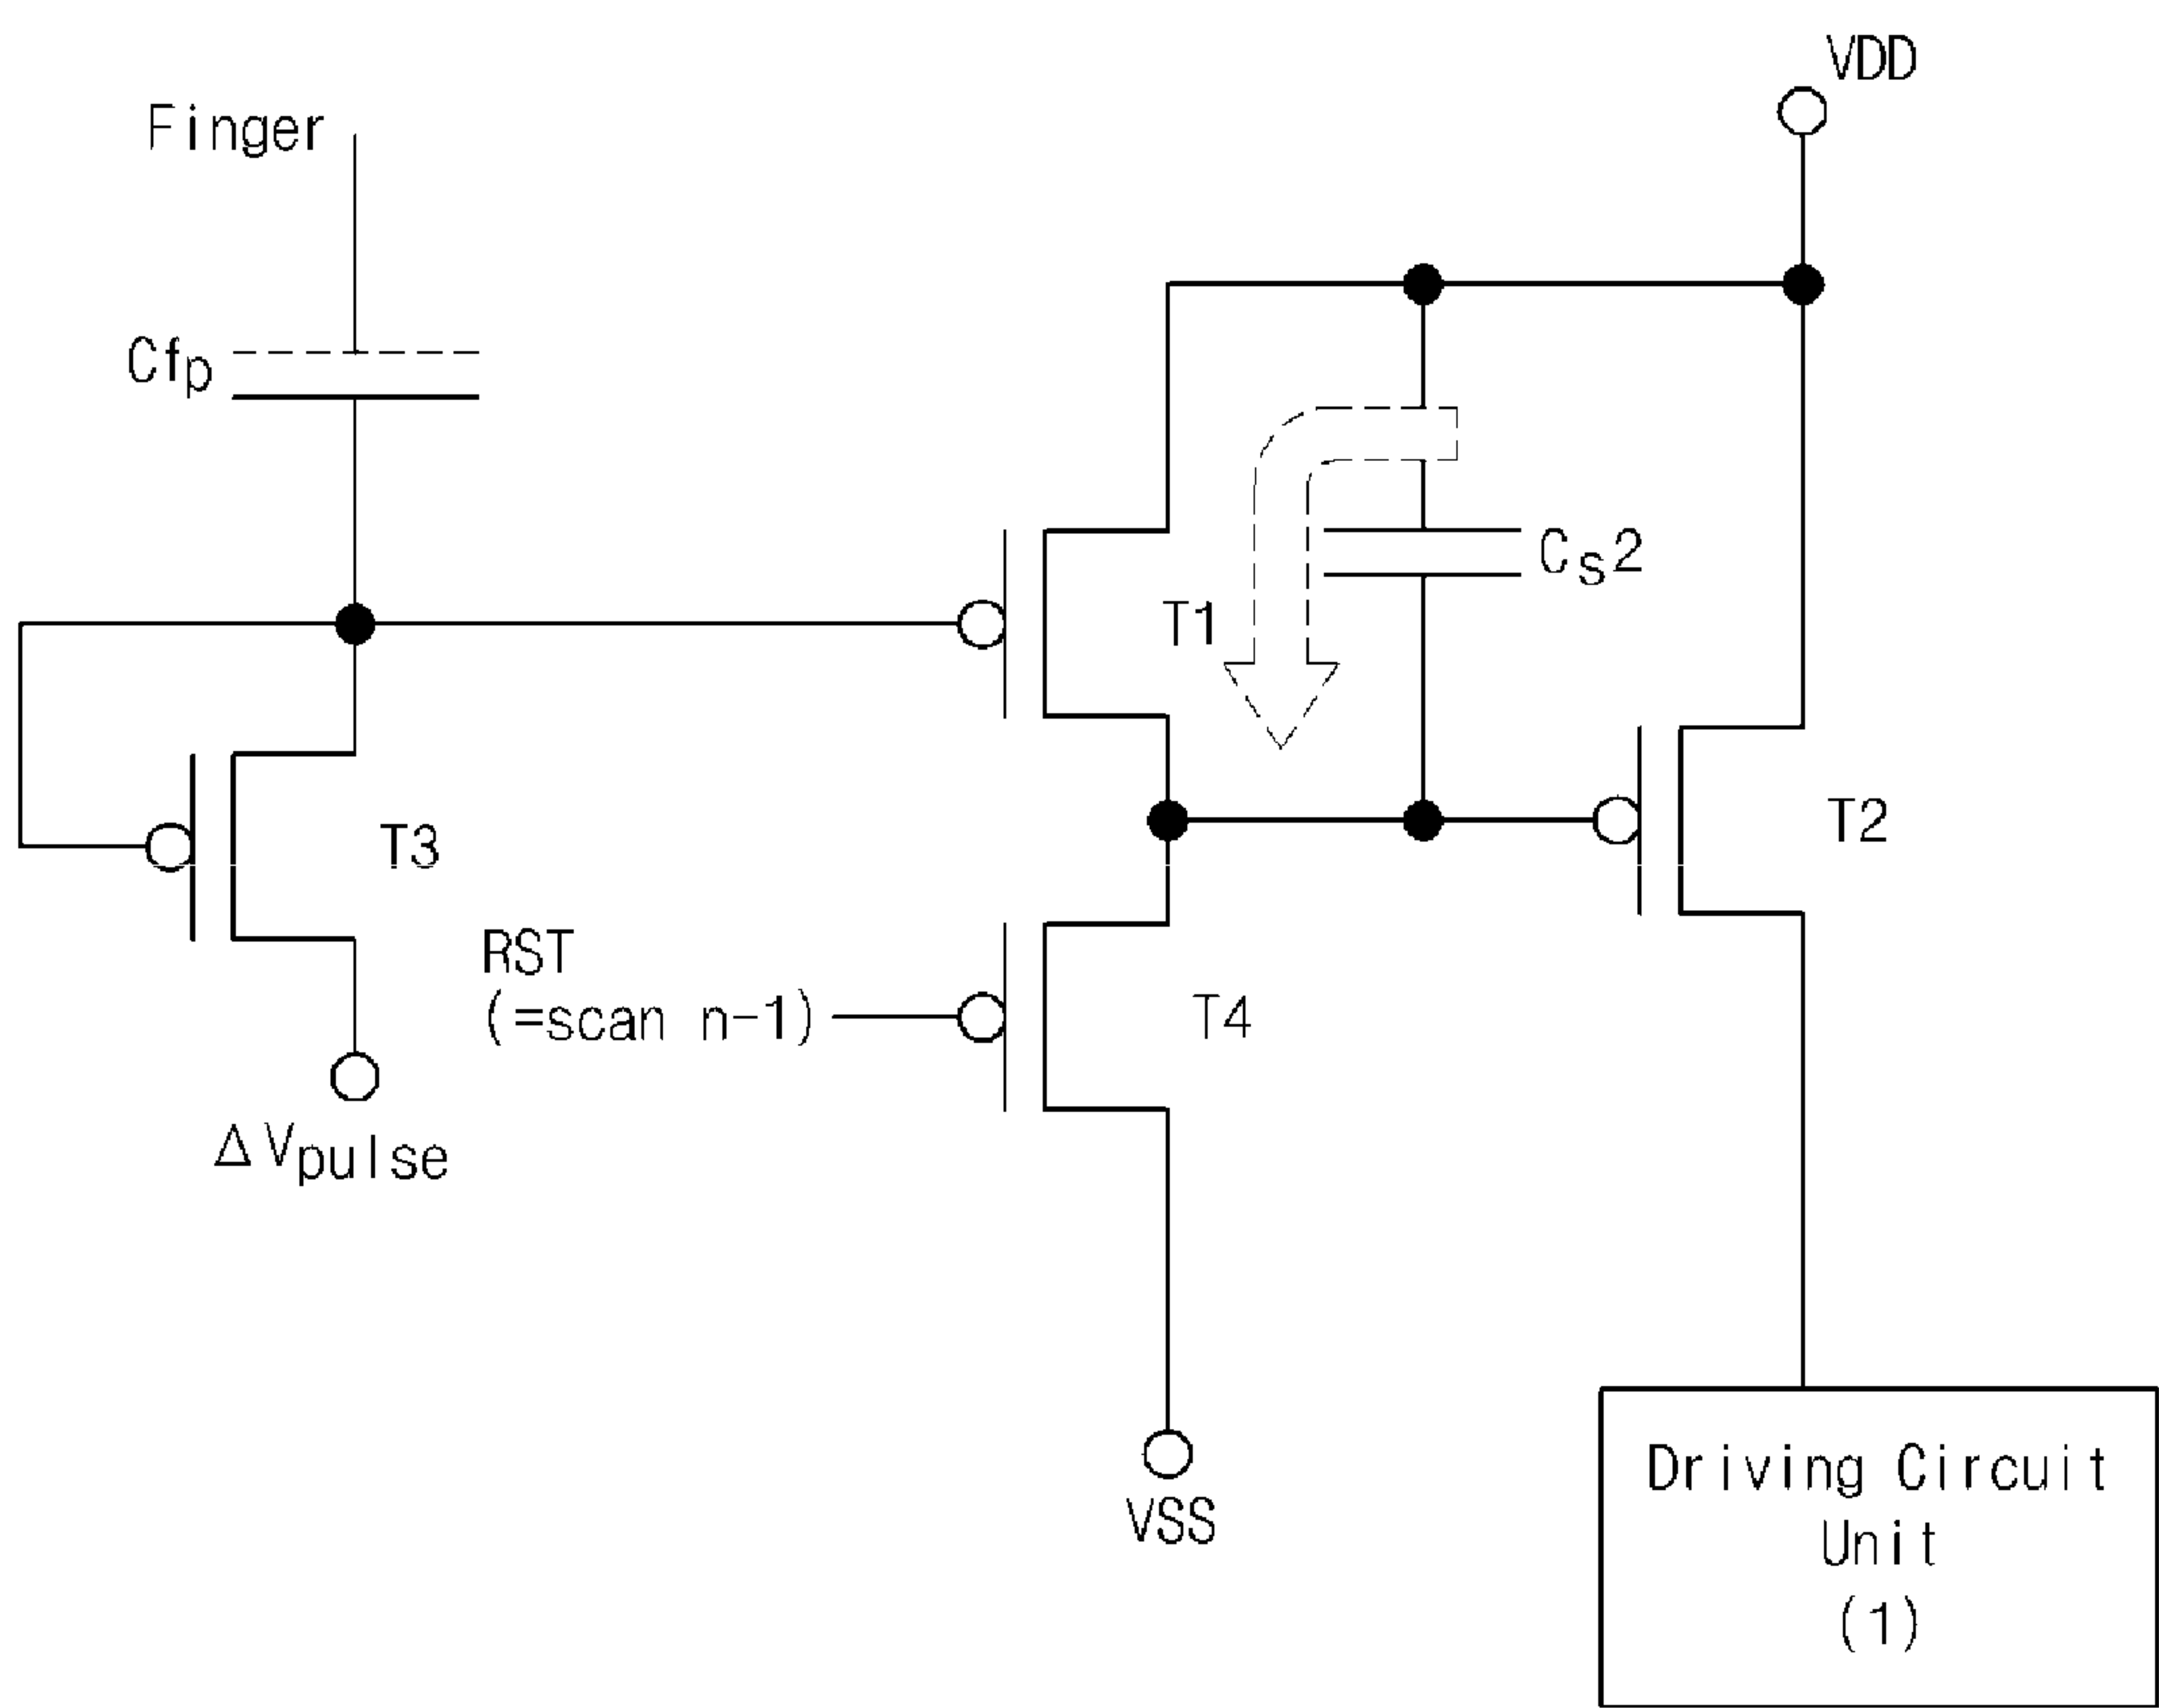 VDD
Finger
Cfp
Cs2
T1
T2
T3
RST
(=scan n-1)
T4
ΔVpulse
VSS
Driving Circuit
Unit
(1)